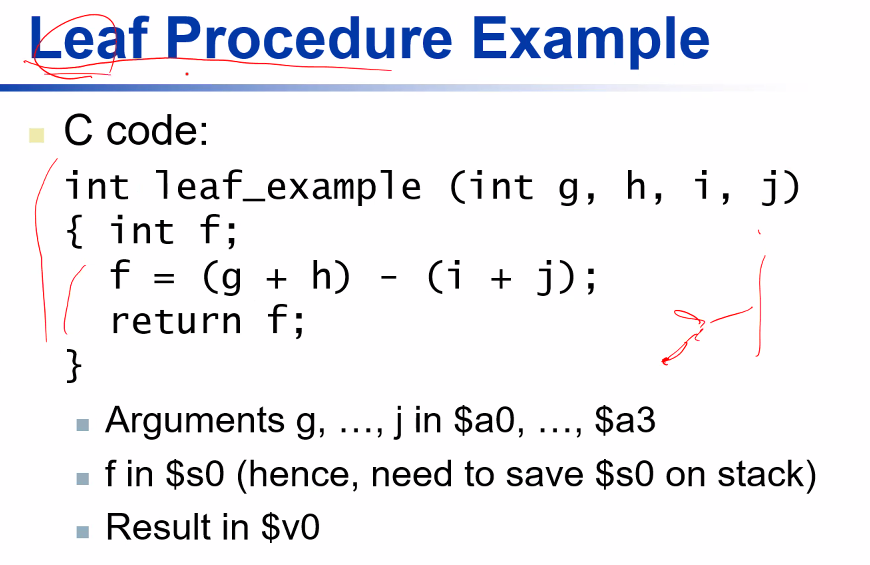 Leaf Procedure Example
C code:
int leaf_example (int g, h, i, j)
{ int f;
f = (g + h) - (i + j);
return f;
}
Arguments g, …, j in $a0, …, $a3
f in $s0 (hence, need to save $s0 on stack)
Result in $v0